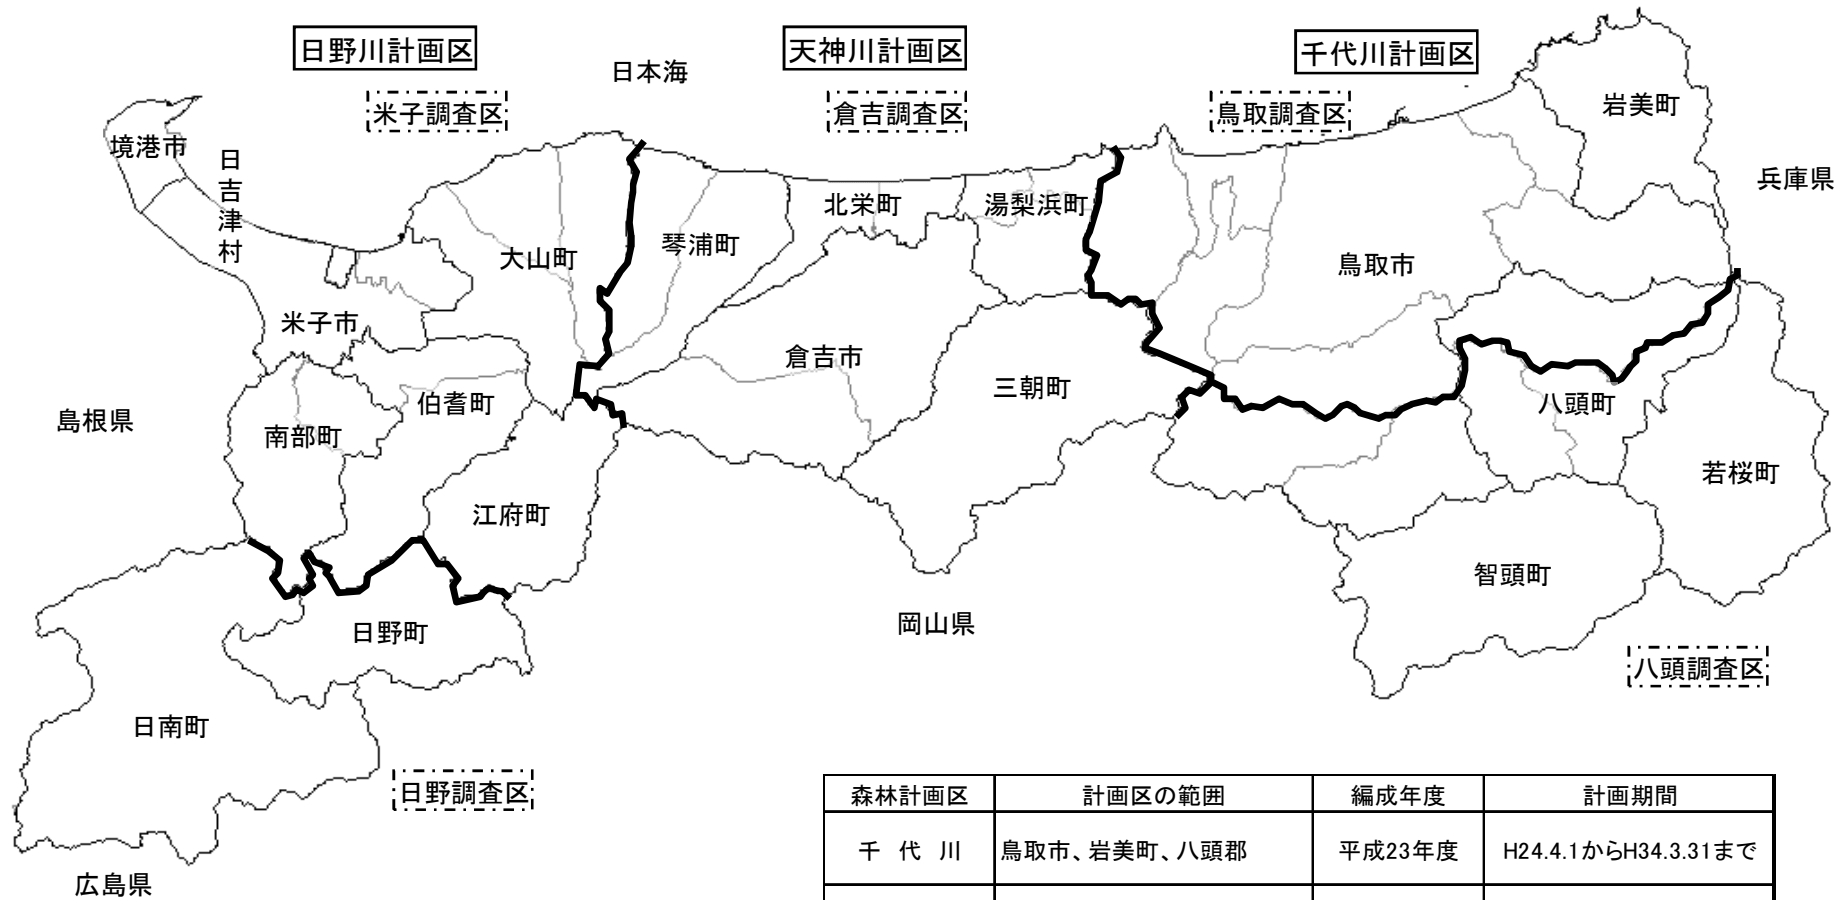 日野川計画区
天神川計画区
千代川計画区
日本海
米子調査区
倉吉調査区
鳥取調査区
岩美町
境港市
日吉津村
兵庫県
北栄町
湯梨浜町
琴浦町
大山町
鳥取市
米子市
倉吉市
三朝町
伯耆町
八頭町
島根県
南部町
若桜町
江府町
智頭町
岡山県
日野町
八頭調査区
日南町
日野調査区
広島県
森林計画区 計画区の範囲 編成年度 計画期間
千 代 川 鳥取市、岩美町、八頭郡 平成23年度 H24.4.1からH34.3.31まで